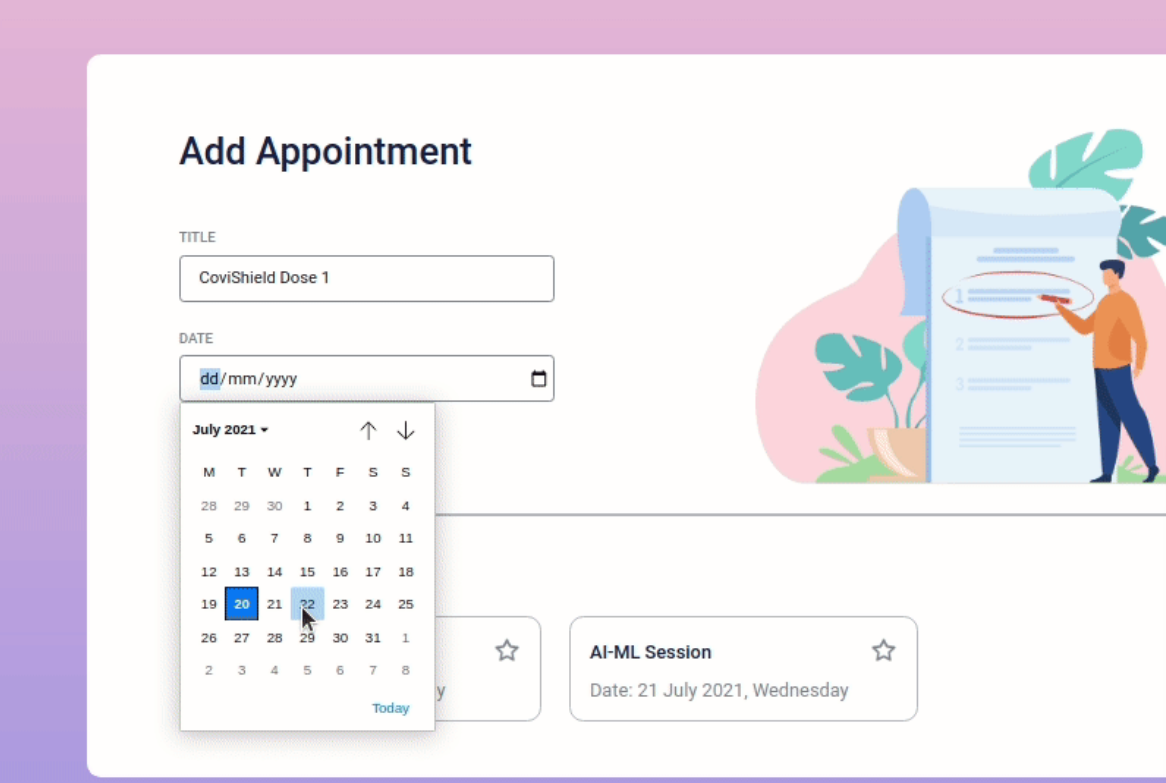 Add Appointment
TITLE
CoviShield Dose 1
DATE
dd/mm/yyyy
July 2021
M T W T F S S
28 29 30 1 2 3 4
5 6 7 8 9 10 11
12 13 14 15 16 17 18
19 20 21 22 23 24 25
26 27 28 29 30 31 1
2 3 4 5 6 7 8
Today
y
AI-ML Session
Date: 21 July 2021, Wednesday
1
2
3